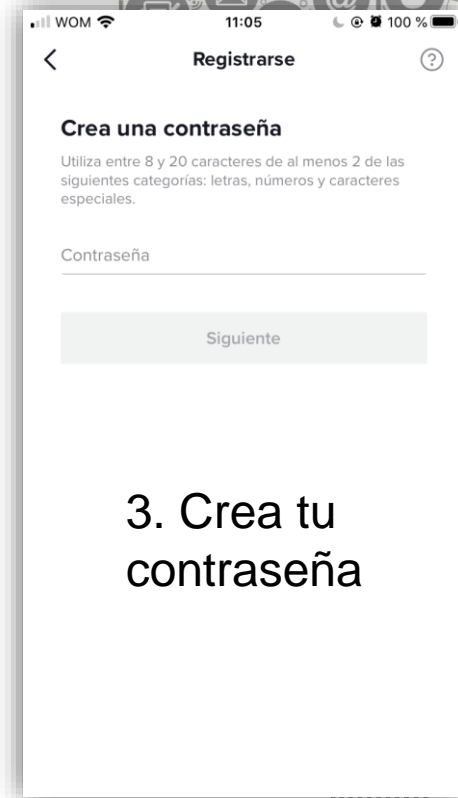 WOM 11:05 100 %
Registrarse ?
Crea una contraseña
Utiliza entre 8 y 20 caracteres de al menos 2 de las
siguientes categorías: letras, números y caracteres
especiales.
Contraseña
Siguiente
3. Crea tu
contraseña